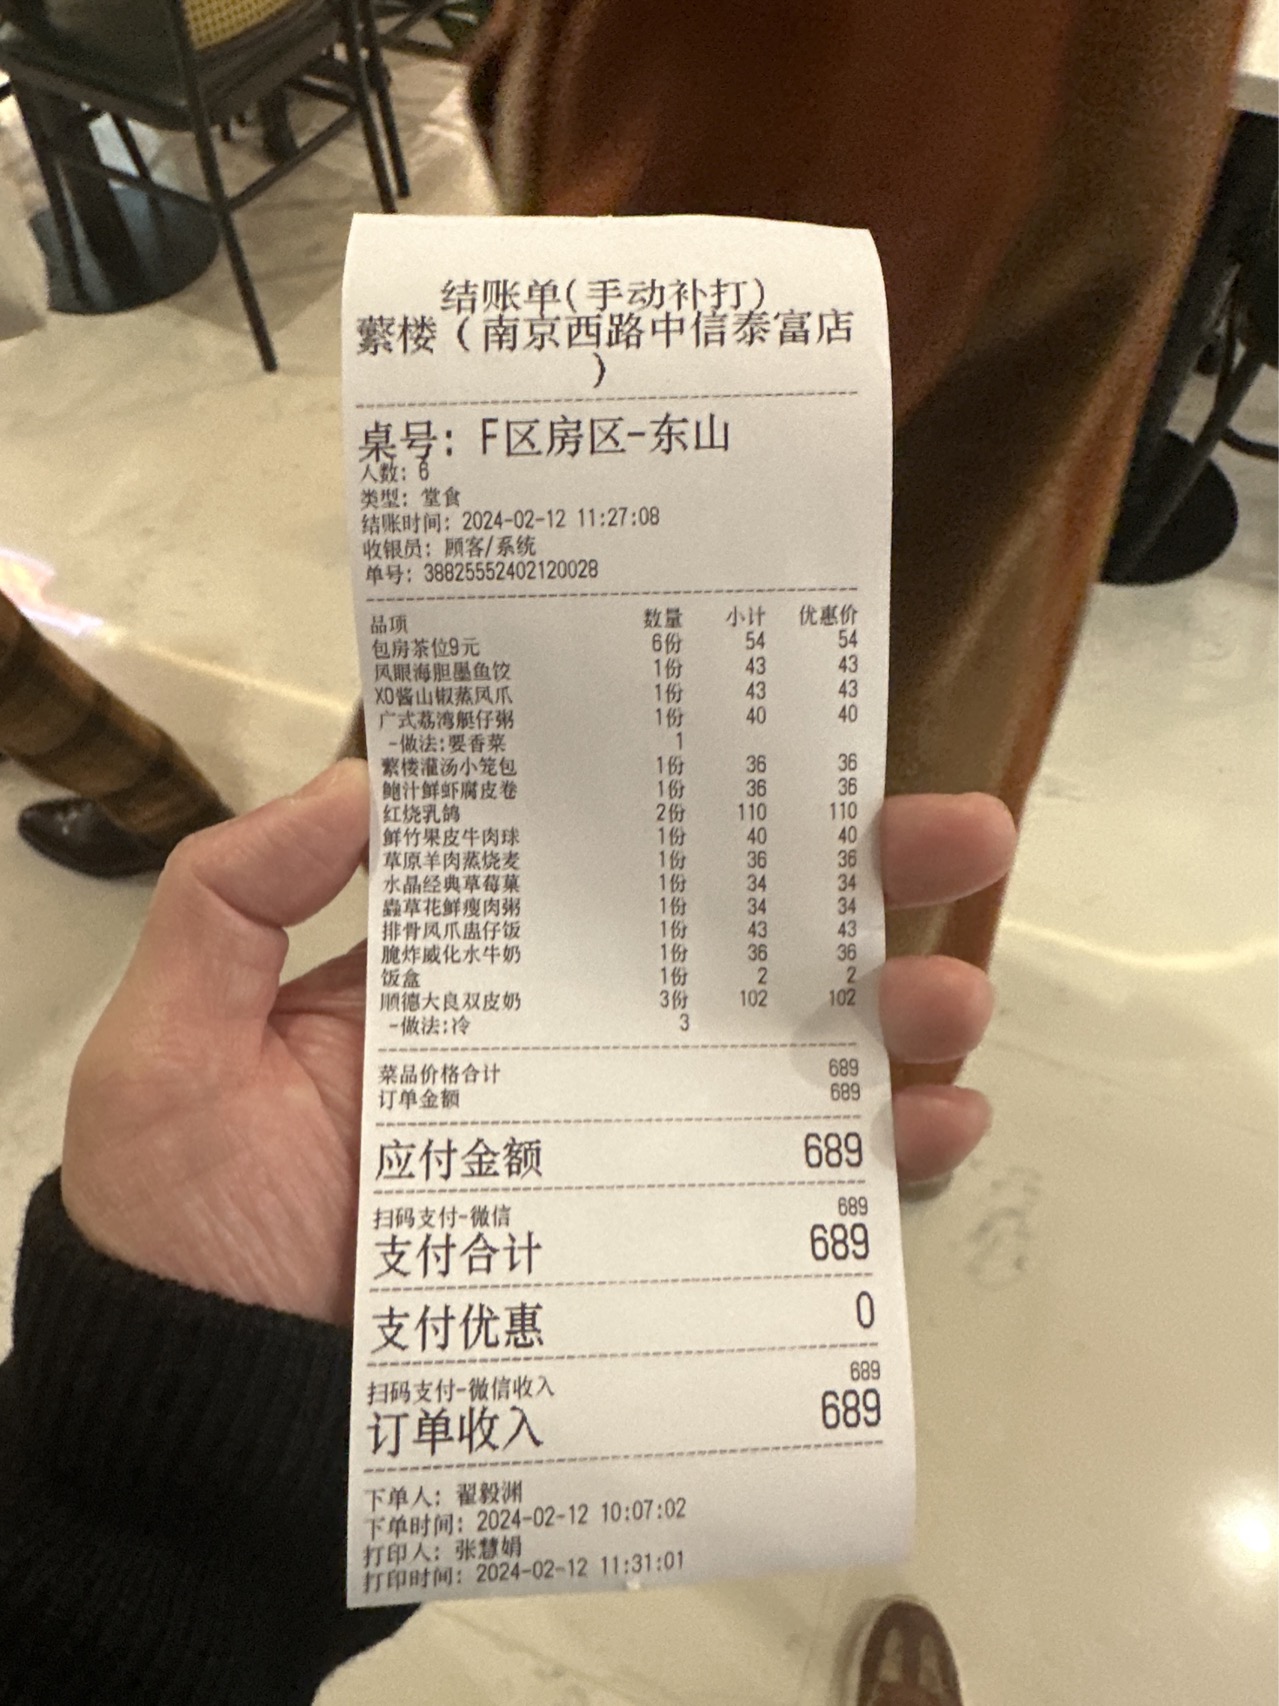 结账单(手动补打)
蘩楼（南京西路中信泰富店
）
桌号: F区房区-东山
人数: 6
类型: 堂食
结账时间: 2024-02-12 11:27:08
收银员: 顾客/系统
单号: 38825552402120028
品项 数量 小计 优惠价
包房茶位9元 6份 54 54
凤眼海胆墨鱼饺 1份 43 43
XO酱山椒蒸凤爪 1份 43 43
广式荔湾艇仔粥 1份 40 40
-做法:要香菜 1
蘩楼灌汤小笼包 1份 36 36
鲍汁鲜虾腐皮卷 1份 36 36
红烧乳鸽 2份 110 110
鲜竹果皮牛肉球 1份 40 40
草原羊肉蒸烧麦 1份 36 36
水晶经典草莓菓 1份 34 34
蟲草花鲜瘦肉粥 1份 34 34
排骨凤爪盅仔饭 1份 43 43
脆炸威化水牛奶 1份 36 36
饭盒 1份 2 2
顺德大良双皮奶 3份 102 102
-做法:冷 3
菜品价格合计 689
订单金额 689
应付金额 689
扫码支付-微信 689
支付合计 689
支付优惠 0
扫码支付-微信收入 689
订单收入 689
下单人: 翟毅渊
下单时间: 2024-02-12 10:07:02
打印人: 张慧娟
打印时间: 2024-02-12 11:31:01